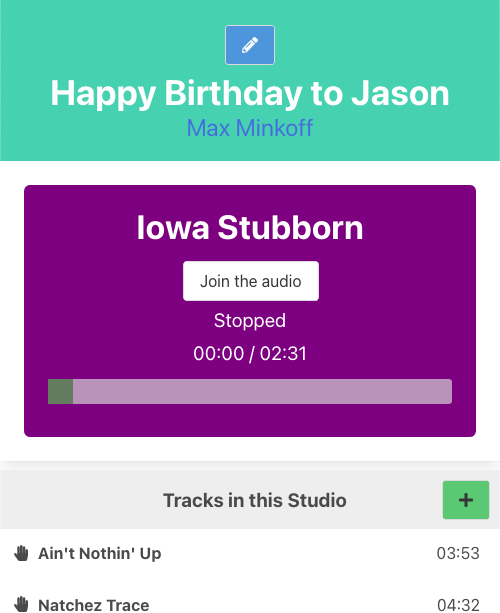 Happy Birthday to Jason
Max Minkoff
Iowa Stubborn
Join the audio
Stopped
00:00 / 02:31
Tracks in this Studio
Ain't Nothin' Up 03:53
Natchez Trace 04:32